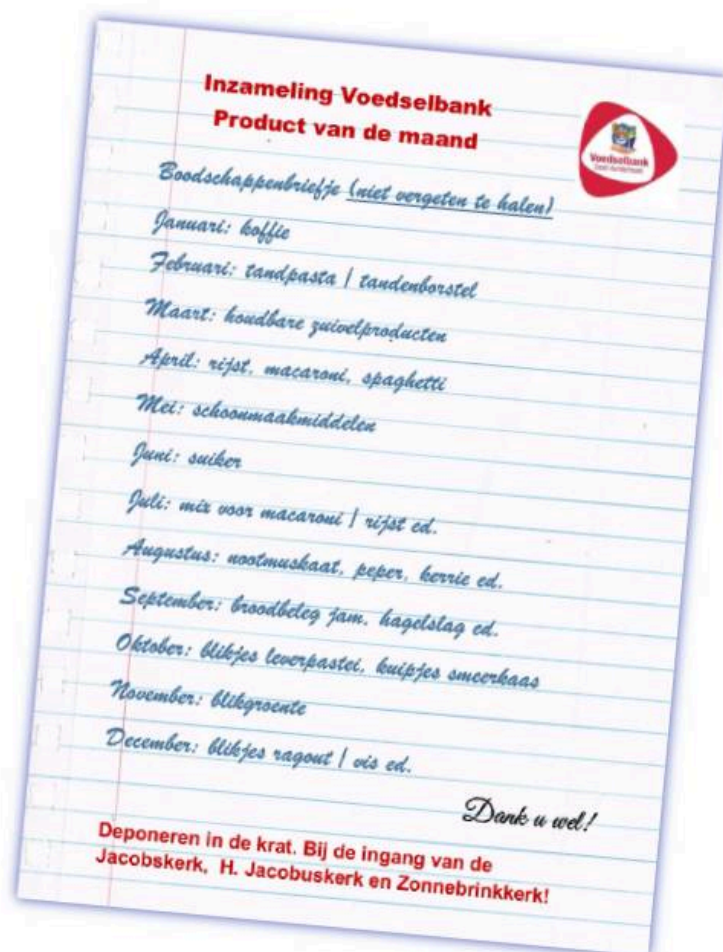 Inzameling Voedselbank
Product van de maand
Voedselbank
Boodschappenbriefje (niet vergeten te halen)
Januari: koffie
Februari: tandpasta | tandenborstel
Maart: houdbare zuivelproducten
April: rijst, macaroni, spaghetti
Mei: schoonmaakmiddelen
Juni: suiker
Juli: mix voor macaroni | rijst ed.
Augustus: nootmuskaat, peper, kerrie ed.
September: broodbeleg jam, hagelslag ed.
Oktober: blikjes leverpastei, kuipjes smeerkaas
November: blikgroente
December: blikjes ragout | vis ed.
Dank u wel!
Deponeren in de krat. Bij de ingang van de
Jacobskerk, H. Jacobuskerk en Zonnebrinkkerk!